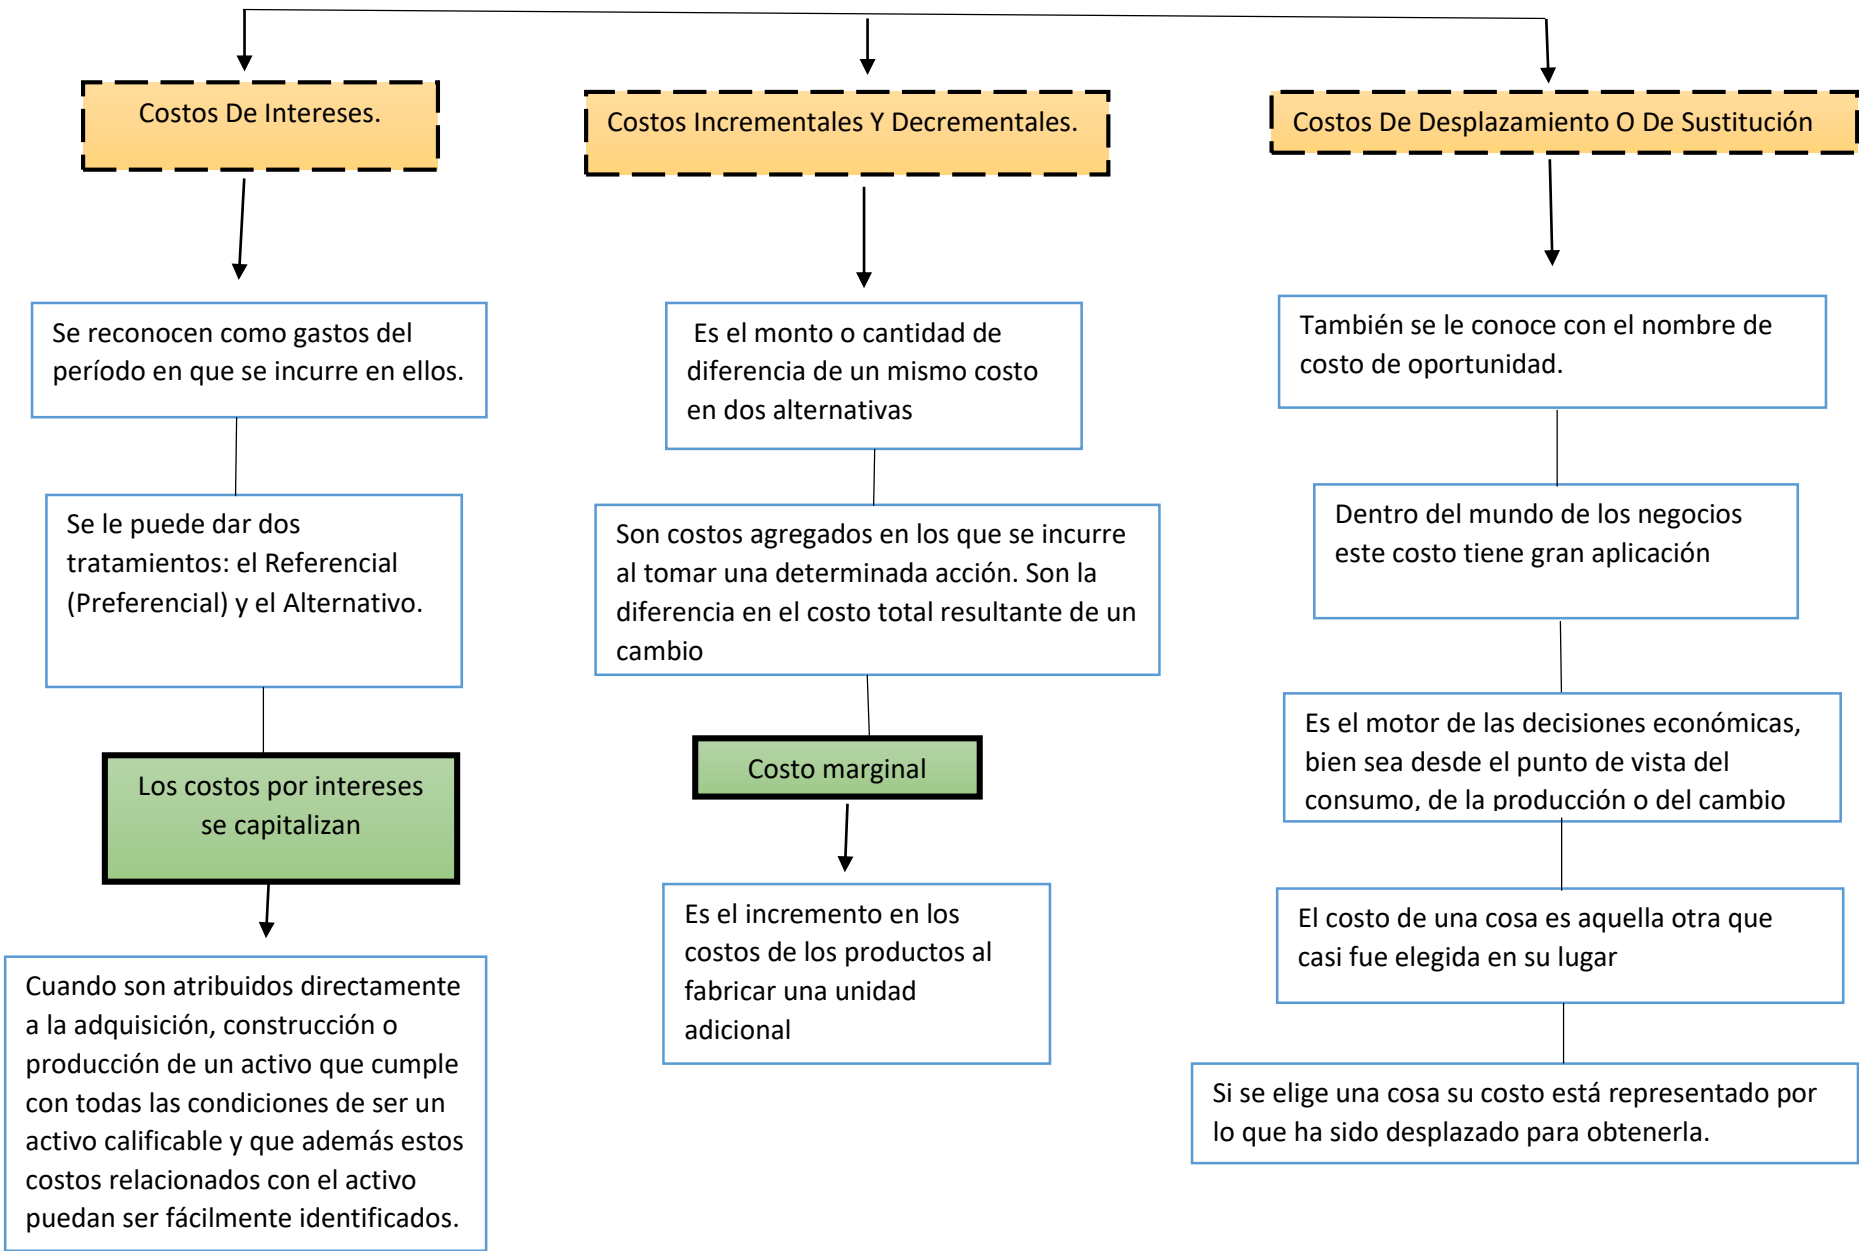 Costos De Intereses.
Se reconocen como gastos del
período en que se incurre en ellos.
Se le puede dar dos
tratamientos: el Referencial
(Preferencial) y el Alternativo.
Los costos por intereses
se capitalizan
Cuando son atribuidos directamente
a la adquisición, construcción o
producción de un activo que cumple
con todas las condiciones de ser un
activo calificable y que además estos
costos relacionados con el activo
puedan ser fácilmente identificados.
Costos Incrementales Y Decrementales.
Es el monto o cantidad de
diferencia de un mismo costo
en dos alternativas
Son costos agregados en los que se incurre
al tomar una determinada acción. Son la
diferencia en el costo total resultante de un
cambio
Costo marginal
Es el incremento en los
costos de los productos al
fabricar una unidad
adicional
Costos De Desplazamiento O De Sustitución
También se le conoce con el nombre de
costo de oportunidad.
Dentro del mundo de los negocios
este costo tiene gran aplicación
Es el motor de las decisiones económicas,
bien sea desde el punto de vista del
consumo, de la producción o del cambio
El costo de una cosa es aquella otra que
casi fue elegida en su lugar
Si se elige una cosa su costo está representado por
lo que ha sido desplazado para obtenerla.